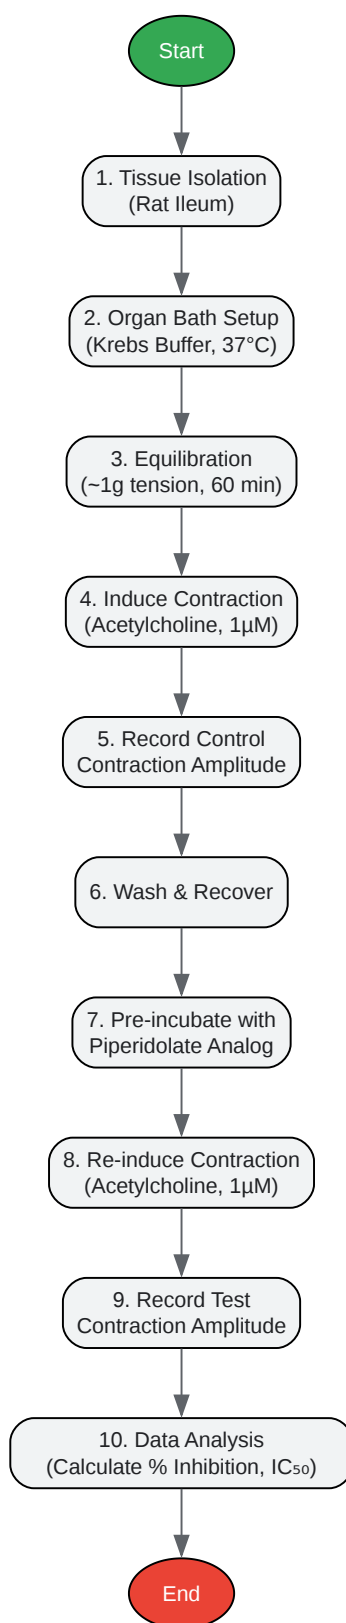 Start
1. Tissue Isolation
(Rat Ileum)
2. Organ Bath Setup
(Krebs Buffer, 37°C)
3. Equilibration
(~1g tension, 60 min)
4. Induce Contraction
(Acetylcholine, 1µM)
5. Record Control
Contraction Amplitude
6. Wash & Recover
7. Pre-incubate with
Piperidolate Analog
8. Re-induce Contraction
(Acetylcholine, 1µM)
9. Record Test
Contraction Amplitude
10. Data Analysis
(Calculate % Inhibition, IC₅₀)
End